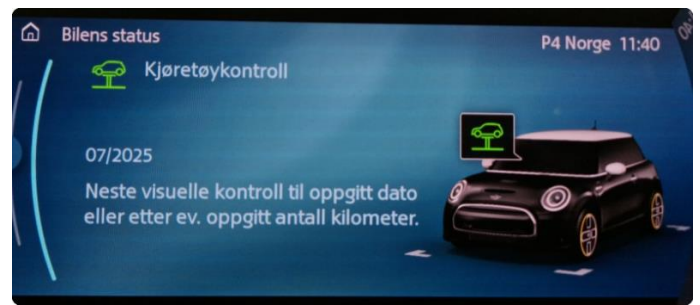 Bilens status
P4 Norge 11:40
Kjøretøykontroll
07/2025
Neste visuelle kontroll til oppgitt dato
eller etter ev. oppgitt antall kilometer.